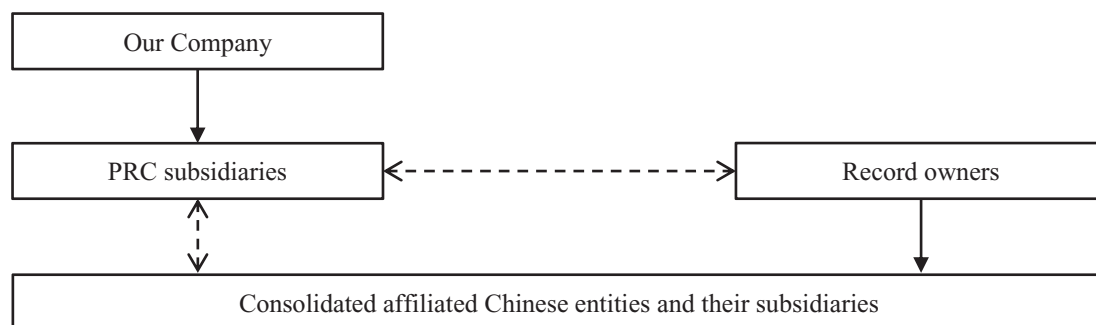 Our Company
PRC subsidiaries
Record owners
Consolidated affiliated Chinese entities and their subsidiaries